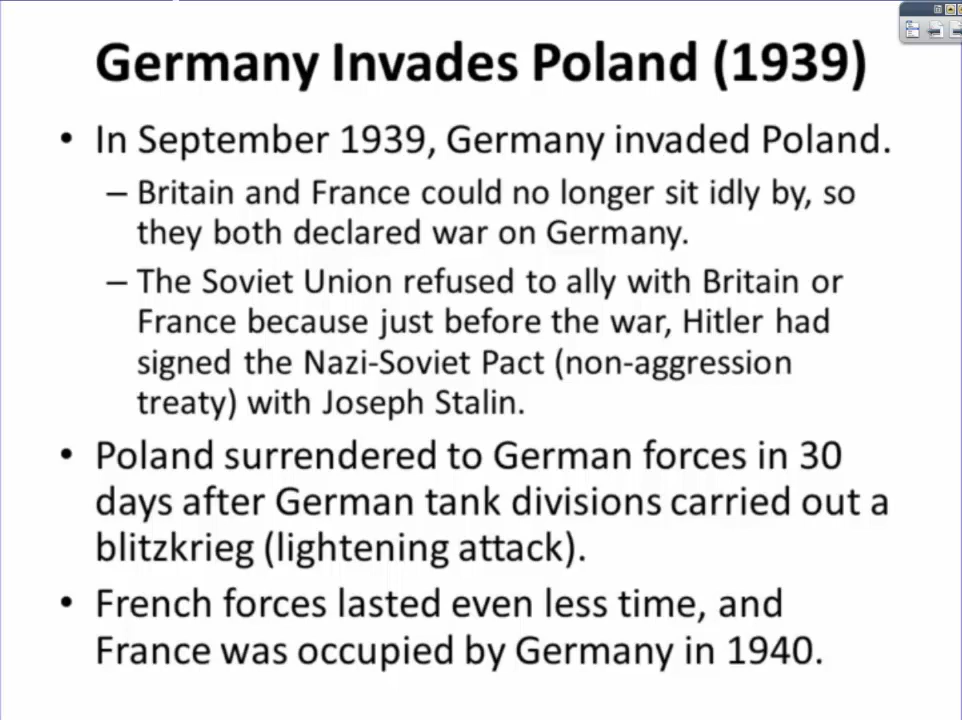 Germany Invades Poland (1939)
• In September 1939, Germany invaded Poland.
– Britain and France could no longer sit idly by, so
they both declared war on Germany.
– The Soviet Union refused to ally with Britain or
France because just before the war, Hitler had
signed the Nazi-Soviet Pact (non-aggression
treaty) with Joseph Stalin.
• Poland surrendered to German forces in 30
days after German tank divisions carried out a
blitzkrieg (lightening attack).
• French forces lasted even less time, and
France was occupied by Germany in 1940.